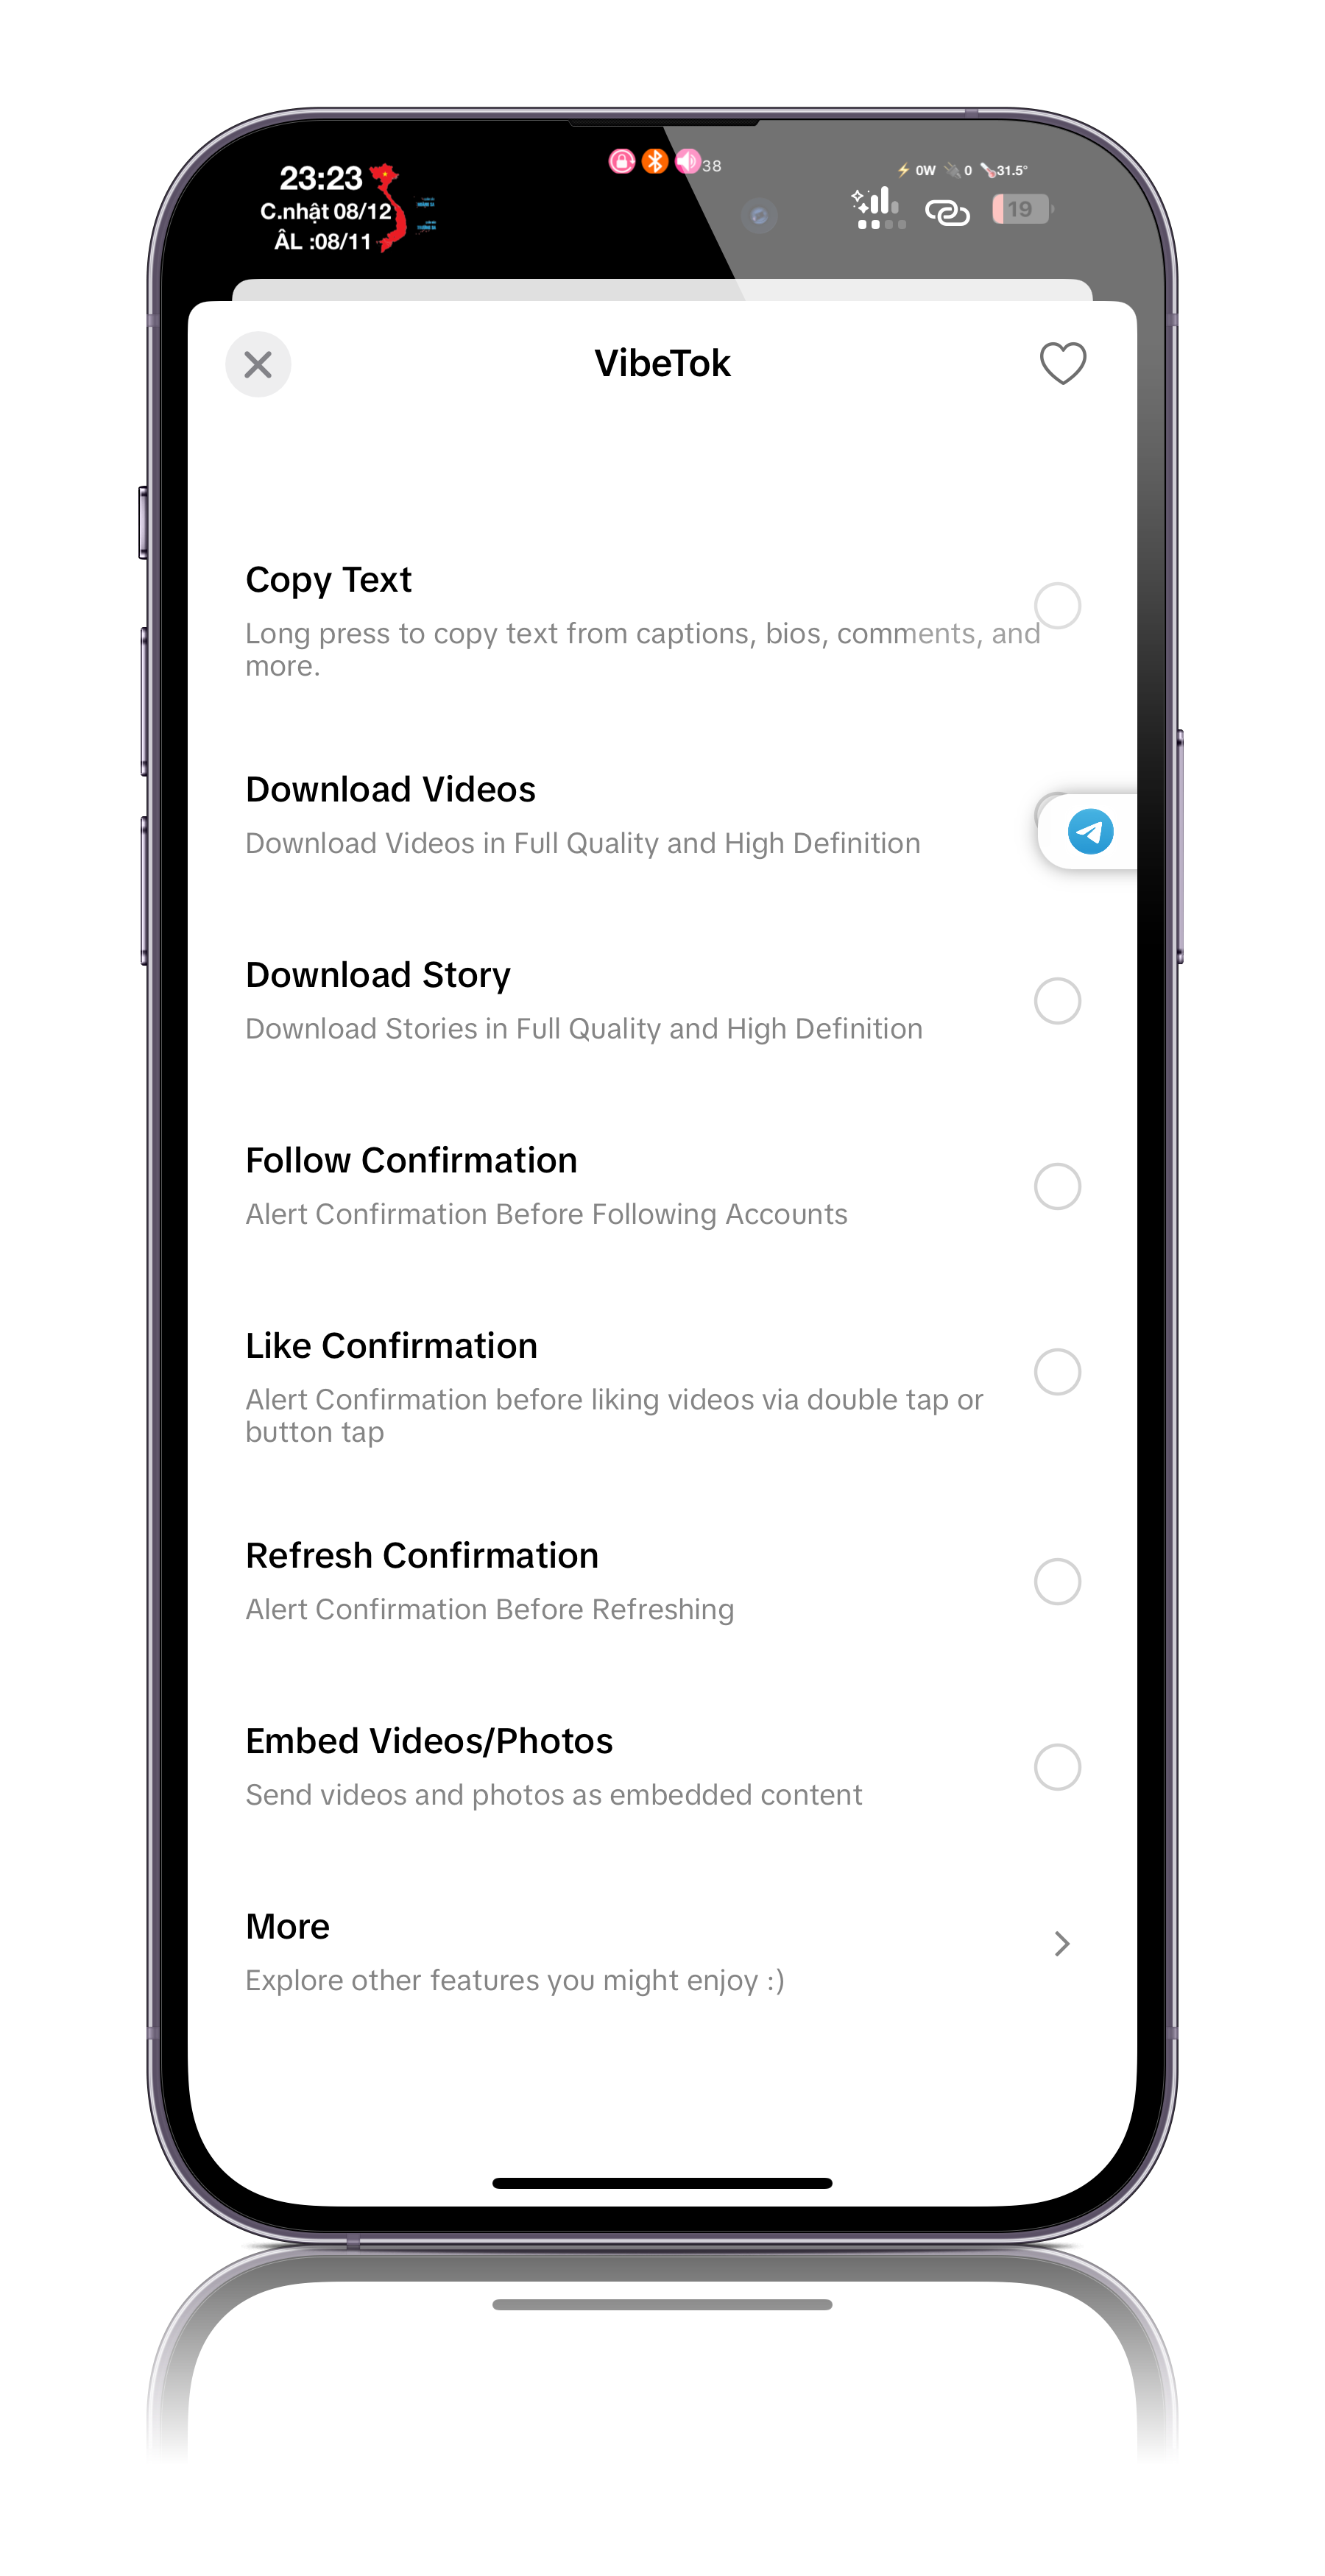 23:23
C.nhật 08/12
ÂL :08/11
38
0W 0 31.5°
19
VibeTok
Copy Text
Long press to copy text from captions, bios, comments, and
more.
Download Videos
Download Videos in Full Quality and High Definition
Download Story
Download Stories in Full Quality and High Definition
Follow Confirmation
Alert Confirmation Before Following Accounts
Like Confirmation
Alert Confirmation before liking videos via double tap or
button tap
Refresh Confirmation
Alert Confirmation Before Refreshing
Embed Videos/Photos
Send videos and photos as embedded content
More
Explore other features you might enjoy :)